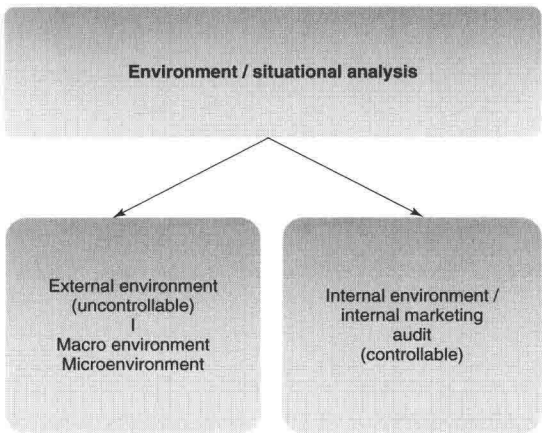 Environment / situational analysis
External environment
(uncontrollable)
I
Macro environment
Microenvironment
Internal environment /
internal marketing
audit
(controllable)